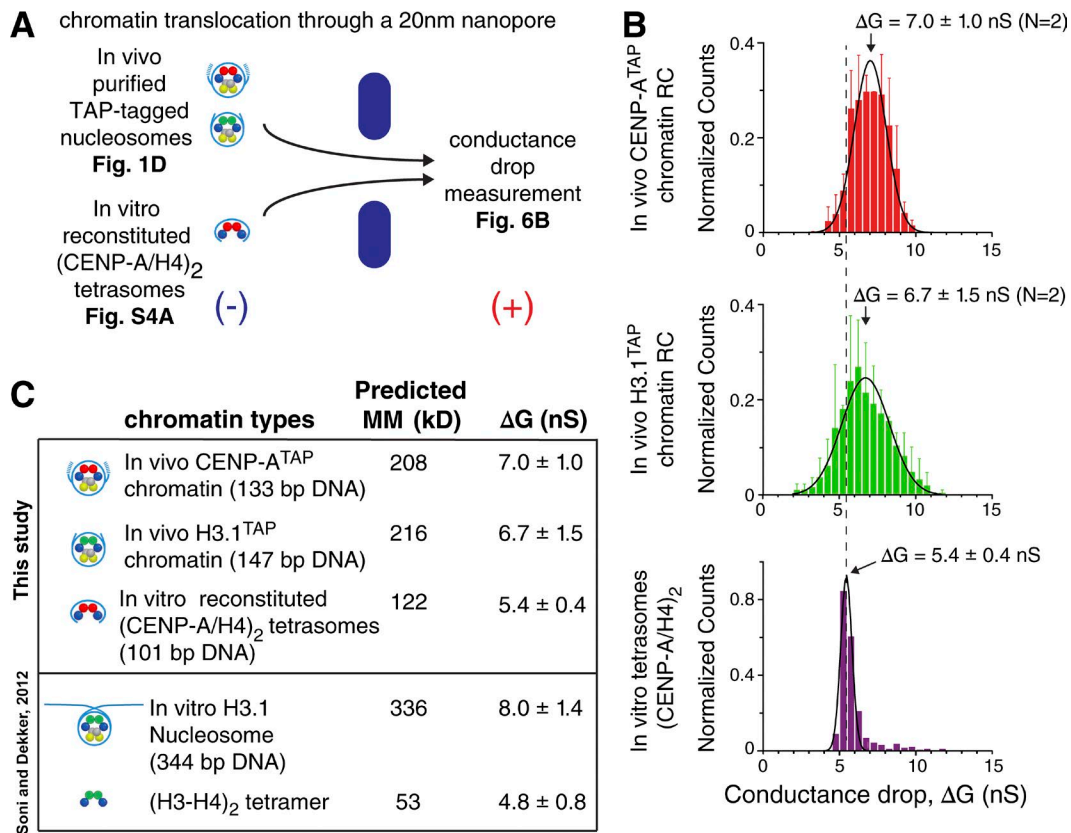 A chromatin translocation through a 20nm nanopore
In vivo
purified
TAP-tagged
nucleosomes
Fig. 1D
In vitro
reconstituted
(CENP-A/H4)2
tetrasomes
Fig. S4A
(-)
conductance
drop
measurement
Fig. 6B
(+)
B
ΔG = 7.0 ± 1.0 nS (N=2)
In vivo CENP-ATAP
chromatin RC
Normalized Counts
0.4
0.2
0
0 5 10 15
ΔG = 6.7 ± 1.5 nS (N=2)
In vivo H3.1TAP
chromatin RC
Normalized Counts
0.4
0.2
0
0 5 10 15
ΔG = 5.4 ± 0.4 nS
In vitro tetrasomes
(CENP-A/H4)2
Normalized Counts
0.8
0.4
0
0 5 10 15
Conductance drop, ΔG (nS)
C
chromatin types
Predicted
MM (kD)
ΔG (nS)
This study
In vivo CENP-ATAP
chromatin (133 bp DNA)
208
7.0 ± 1.0
In vivo H3.1TAP
chromatin (147 bp DNA)
216
6.7 ± 1.5
In vitro reconstituted
(CENP-A/H4)2 tetrasomes
(101 bp DNA)
122
5.4 ± 0.4
Soni and Dekker, 2012
In vitro H3.1
Nucleosome
(344 bp DNA)
336
8.0 ± 1.4
(H3-H4)2 tetramer
53
4.8 ± 0.8